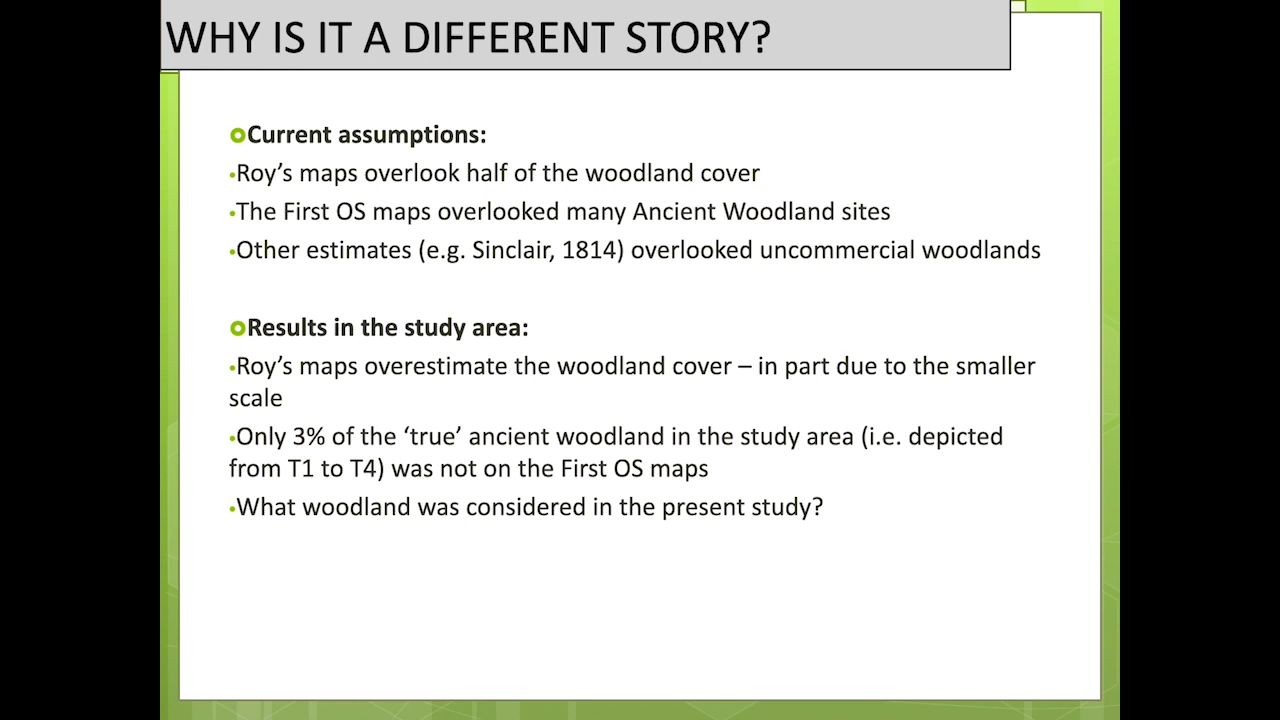 WHY IS IT A DIFFERENT STORY?
Current assumptions:
•Roy’s maps overlook half of the woodland cover
•The First OS maps overlooked many Ancient Woodland sites
•Other estimates (e.g. Sinclair, 1814) overlooked uncommercial woodlands
Results in the study area:
•Roy’s maps overestimate the woodland cover – in part due to the smaller
scale
•Only 3% of the ‘true’ ancient woodland in the study area (i.e. depicted
from T1 to T4) was not on the First OS maps
•What woodland was considered in the present study?